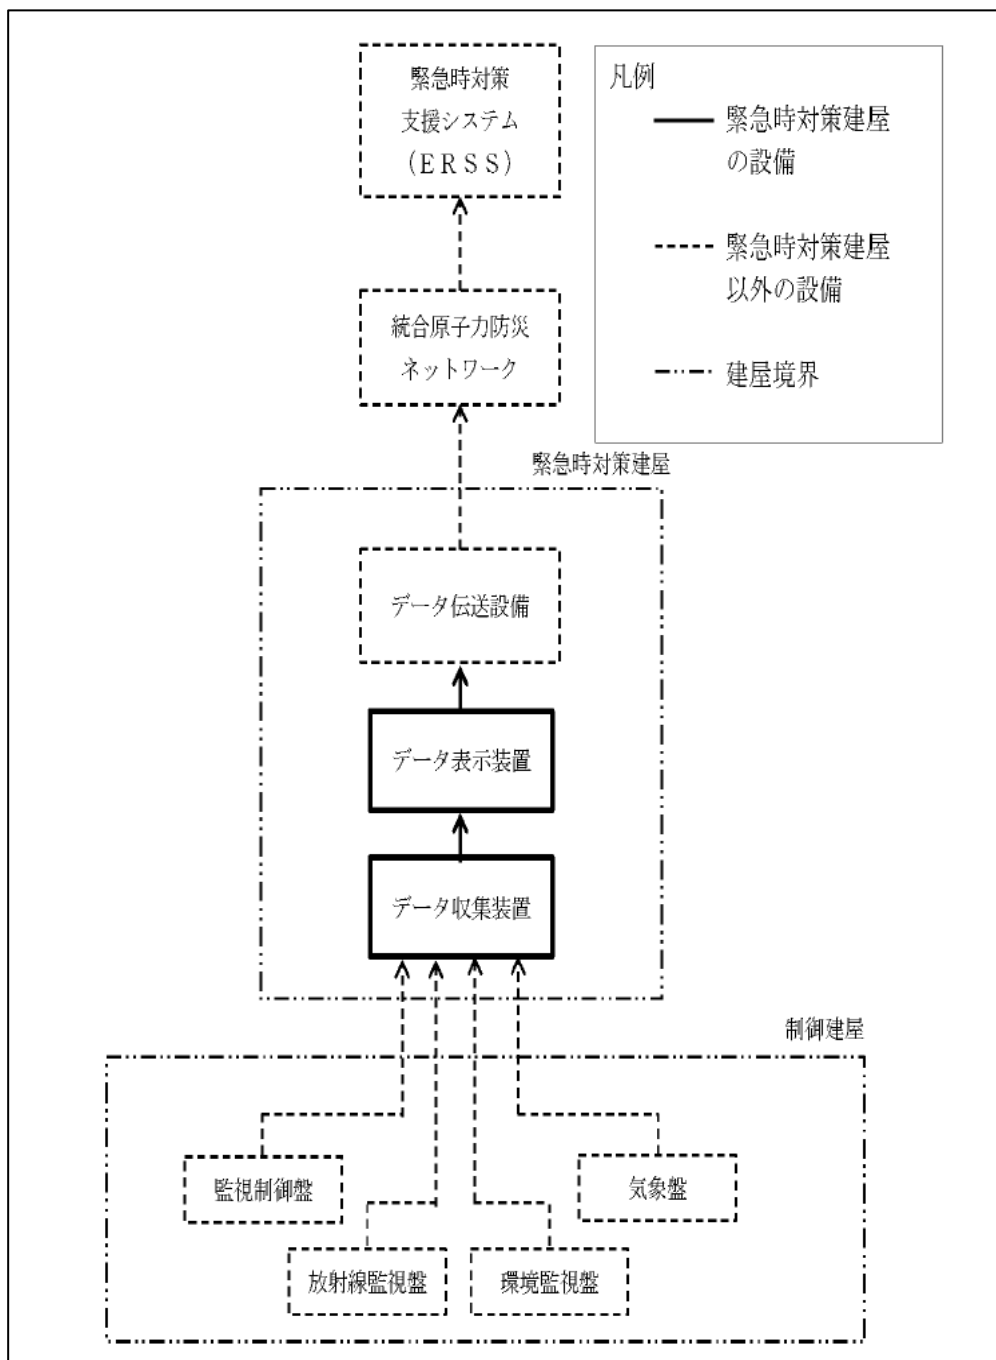 緊急時対策
支援システム
（ＥＲＳＳ）
凡例
緊急時対策建屋
の設備
緊急時対策建屋
以外の設備
建屋境界
統合原子力防災
ネットワーク
緊急時対策建屋
データ伝送設備
データ表示装置
データ収集装置
制御建屋
監視制御盤
気象盤
放射線監視盤
環境監視盤